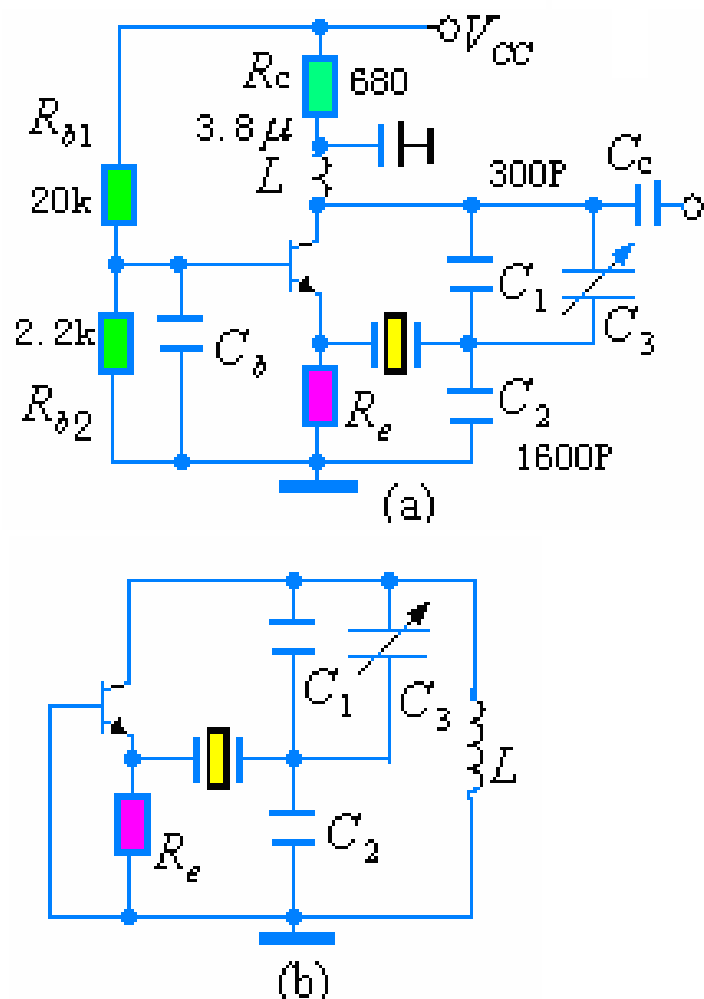 V_CC
R_c 680
3.8μ
R_b1
L
300P
C_c
20k
C_1
2.2k
C_b
C_3
R_e
C_2
R_b2
1600P
(a)
C_1
C_3
L
C_2
R_e
(b)